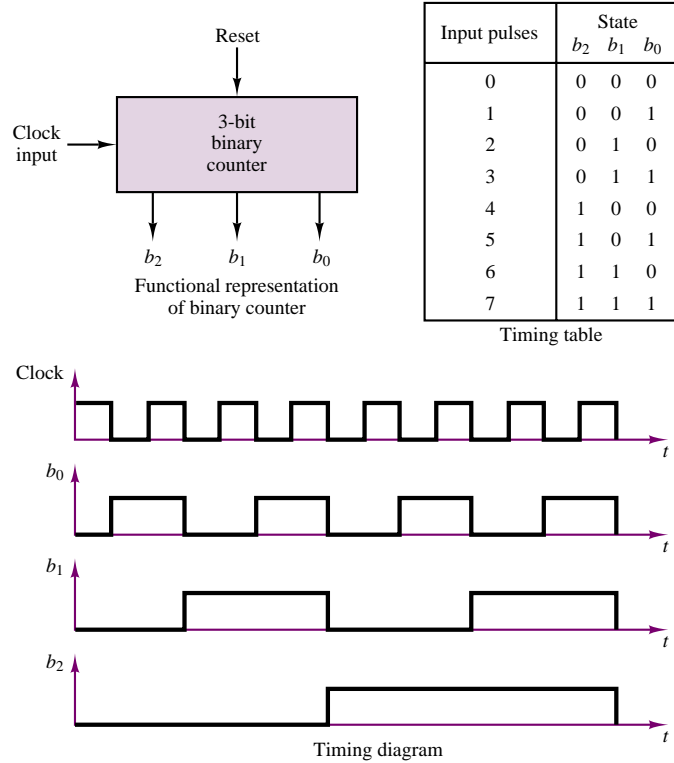 Reset
Clock
input
3-bit
binary
counter
b2 b1 b0
Functional representation
of binary counter
Input pulses State
b2 b1 b0
0 0 0 0
1 0 0 1
2 0 1 0
3 0 1 1
4 1 0 0
5 1 0 1
6 1 1 0
7 1 1 1
Timing table
Clock
t
b0
t
b1
t
b2
t
Timing diagram